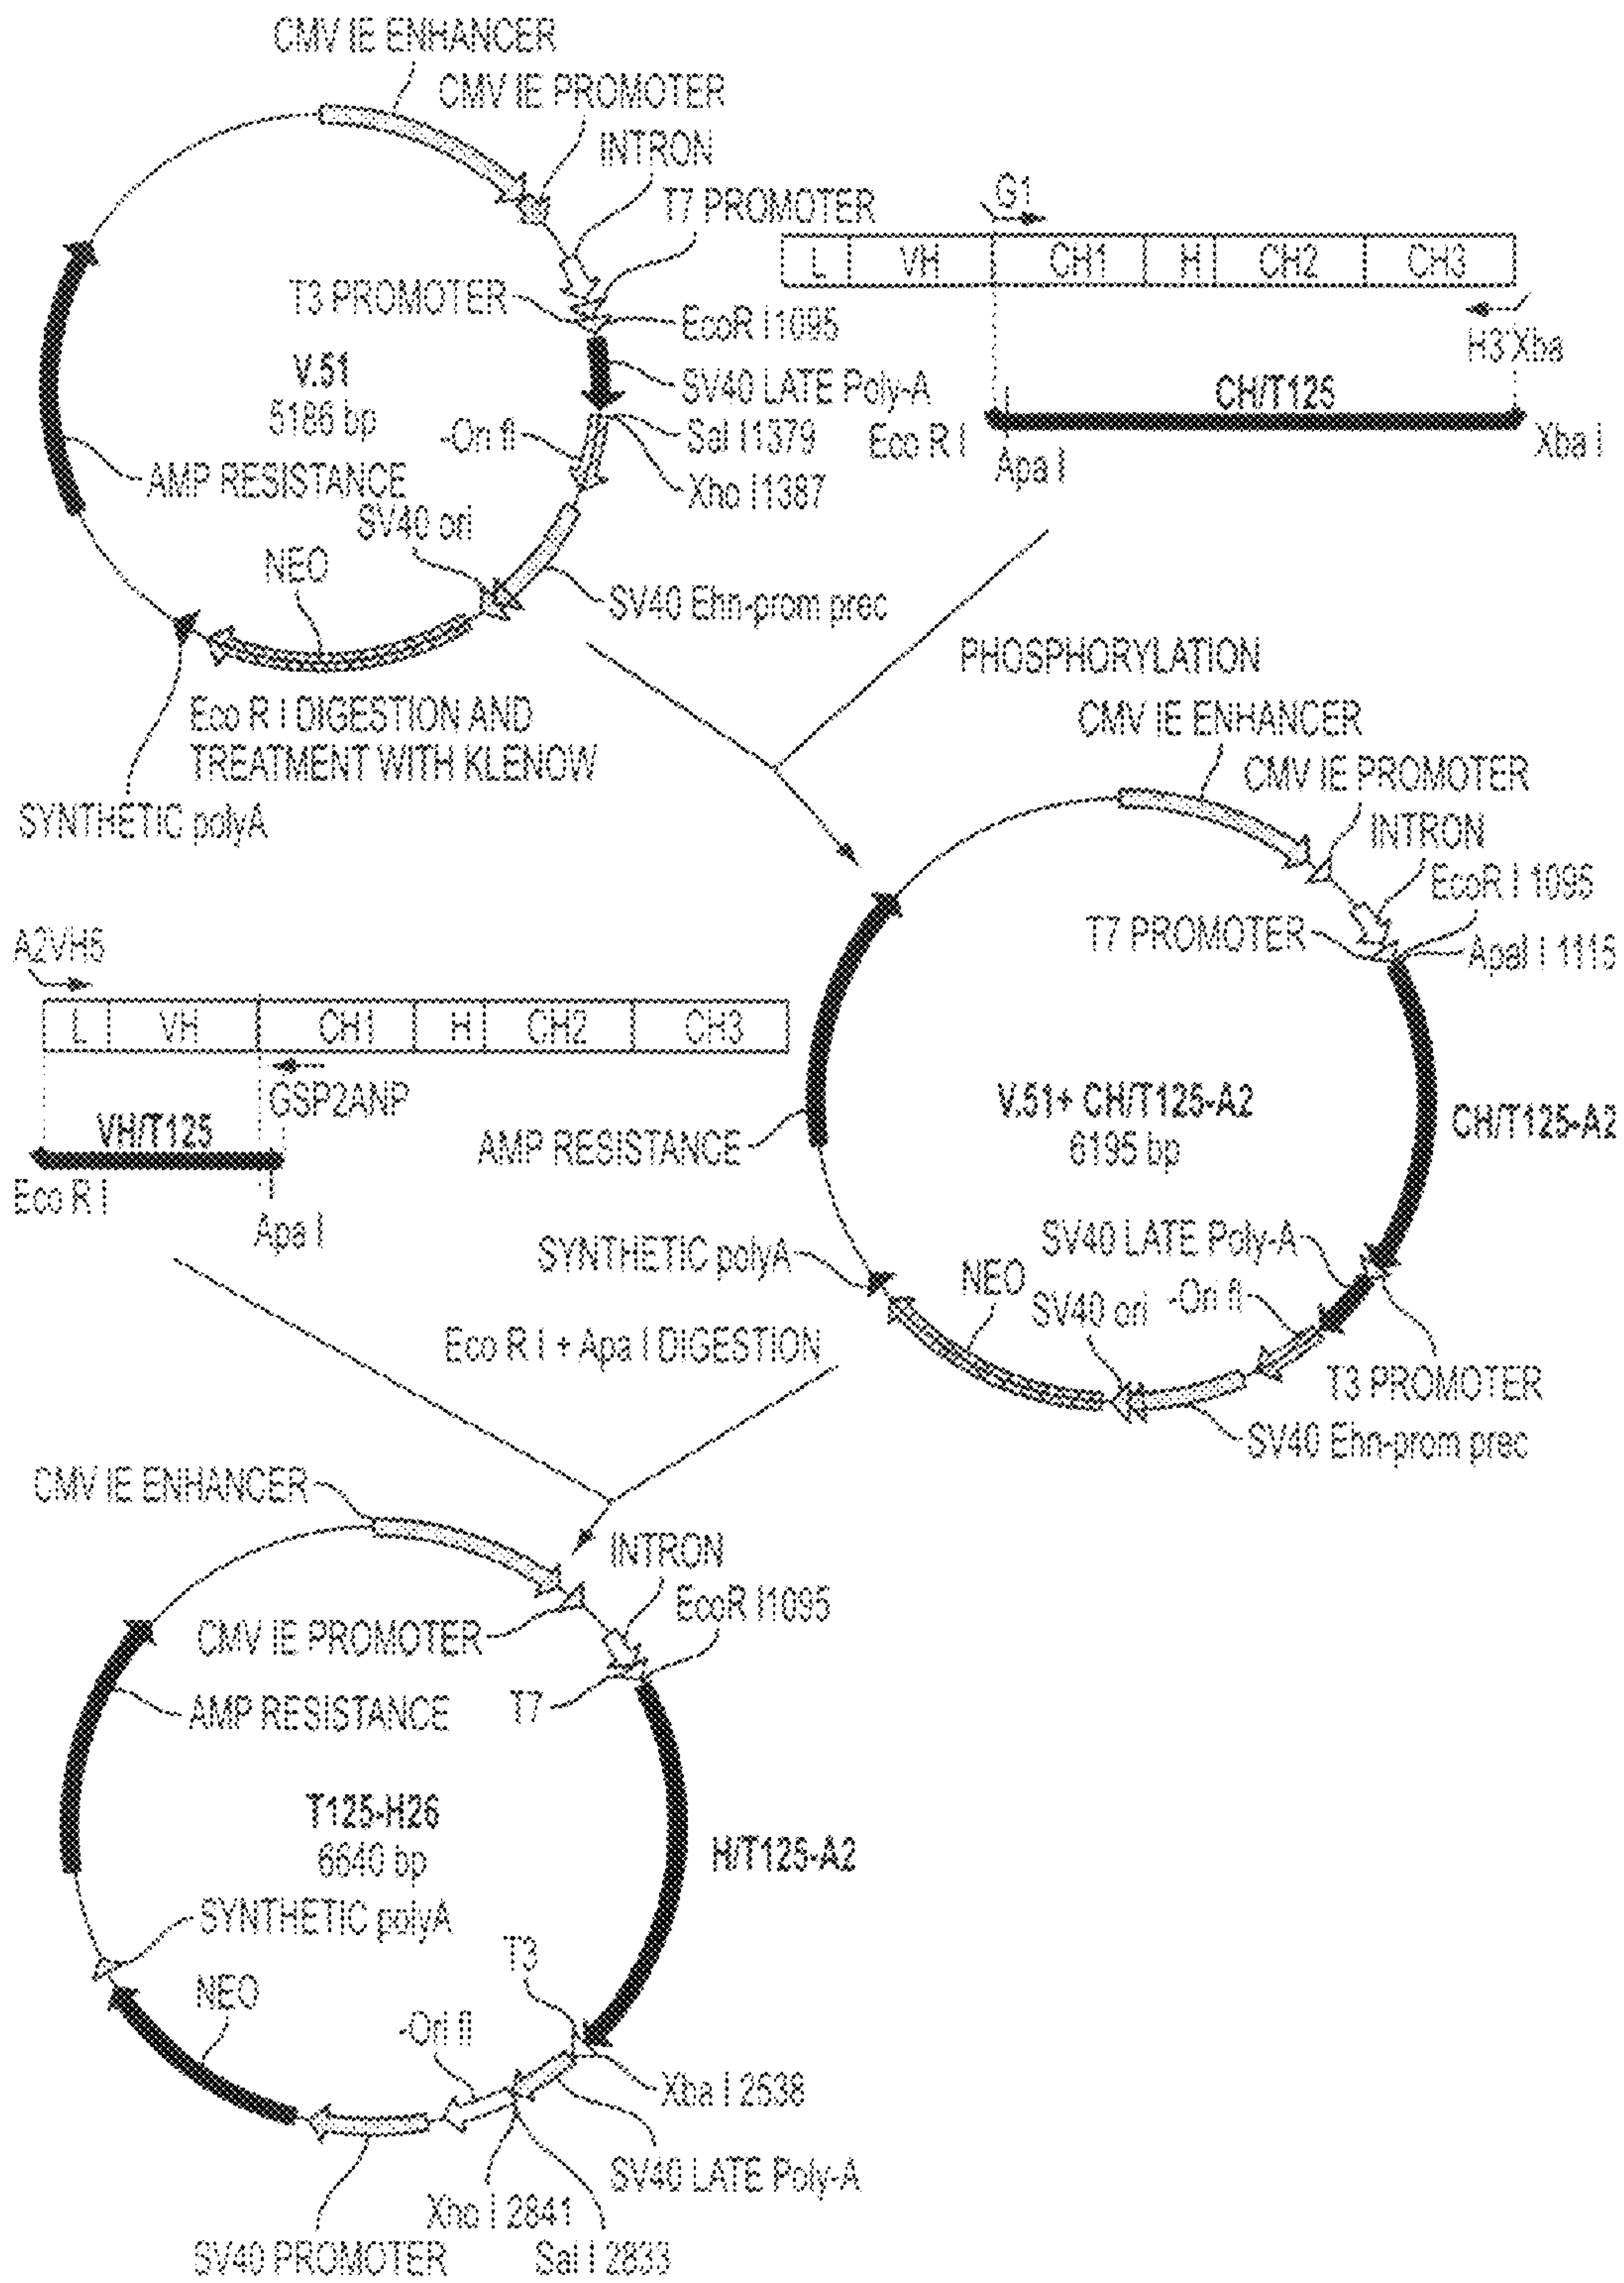 CMV IE ENHANCER
CMV IE PROMOTER
INTRON
T7 PROMOTER
T3 PROMOTER
EcoR I1095
V.51
5186 bp
SV40 LATE Poly-A
-Ori fl
Sal I1379
AMP RESISTANCE
Xho I1387
SV40 ori
NEO
SV40 Ehn-prom prec
Eco R I DIGESTION AND
TREATMENT WITH KLENOW
SYNTHETIC polyA
G1
L VH CH1 H CH2 CH3
H3'Xba
CH/T125
Eco R I
Apa I
Xba I
PHOSPHORYLATION
CMV IE ENHANCER
CMV IE PROMOTER
INTRON
EcoR I 1095
T7 PROMOTER
ApaI I 1115
V.51+ CH/T125-A2
6195 bp
CH/T125-A2
AMP RESISTANCE
SV40 LATE Poly-A
SYNTHETIC polyA
NEO
SV40 ori
-Ori fl
T3 PROMOTER
SV40 Ehn-prom prec
A2VH5
L VH CH1 H CH2 CH3
GSP2ANP
VH/T125
Eco R I
Apa I
Eco R I + Apa I DIGESTION
CMV IE ENHANCER
INTRON
EcoR I1095
CMV IE PROMOTER
T7
AMP RESISTANCE
T125-H26
6640 bp
H/T125-A2
SYNTHETIC polyA
T3
NEO
-Ori fl
Xba I 2538
SV40 LATE Poly-A
Xho I 2841
SV40 PROMOTER
Sal I 2833